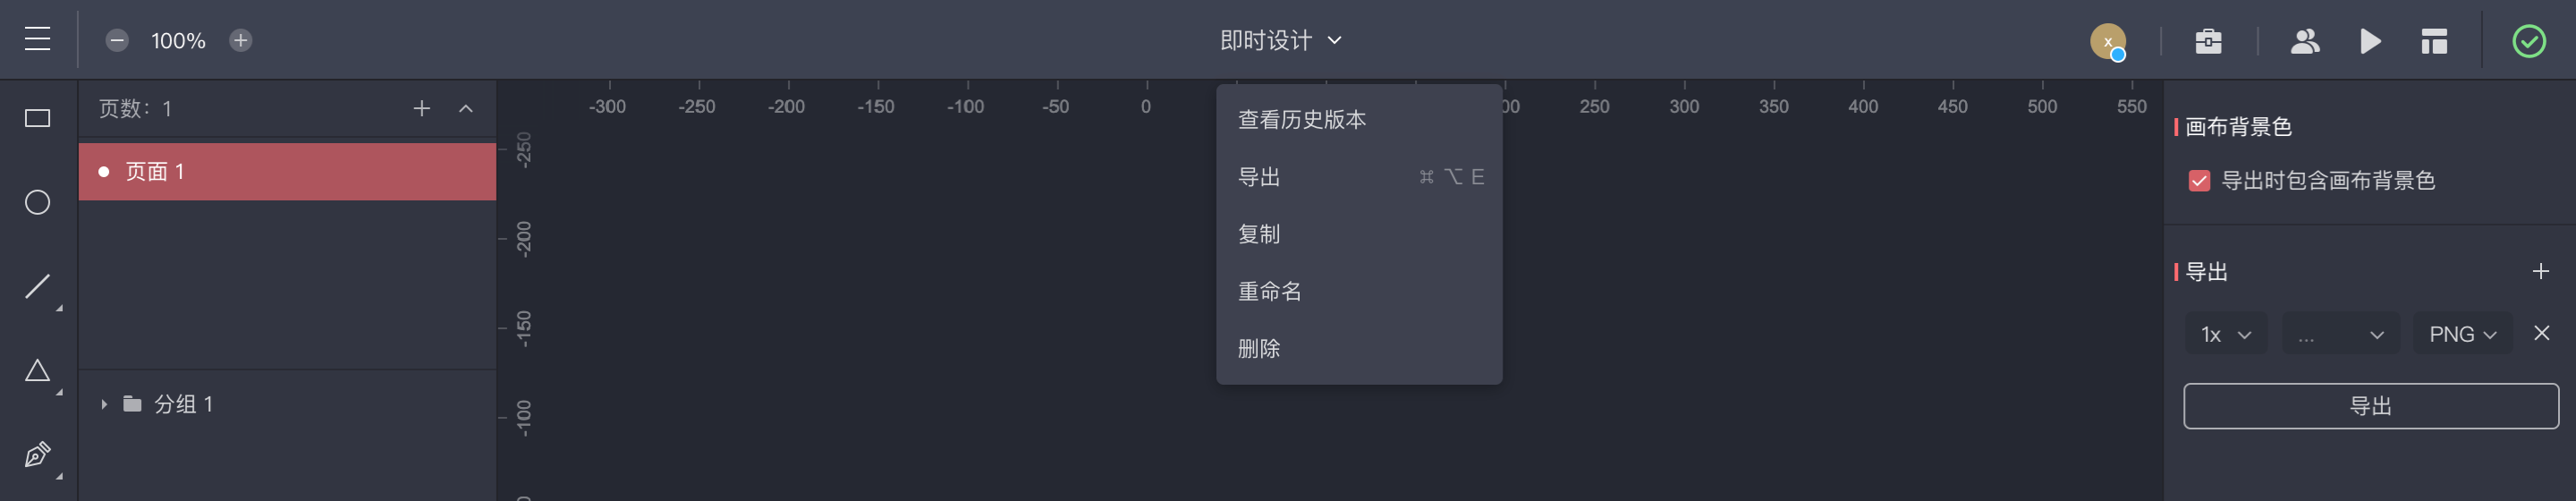 100%
即时设计
x
页数：1
页面 1
分组 1
-300 -250 -200 -150 -100 -50 0 00 250 300 350 400 450 500 550
-250
-200
-150
-100
查看历史版本
导出 ⌘ ⌥ E
复制
重命名
删除
画布背景色
导出时包含画布背景色
导出
1x ... PNG
导出